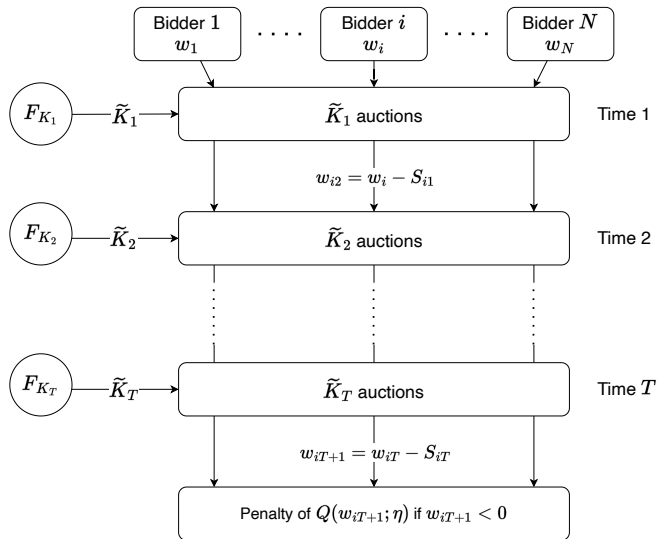 Bidder 1 Bidder i Bidder N
w_1 .... w_i .... w_N
F_{K_1} K̃_1 K̃_1 auctions Time 1
w_{i2} = w_i − S_{i1}
F_{K_2} K̃_2 K̃_2 auctions Time 2
F_{K_T} K̃_T K̃_T auctions Time T
w_{iT+1} = w_{iT} − S_{iT}
Penalty of Q(w_{iT+1}; η) if w_{iT+1} < 0